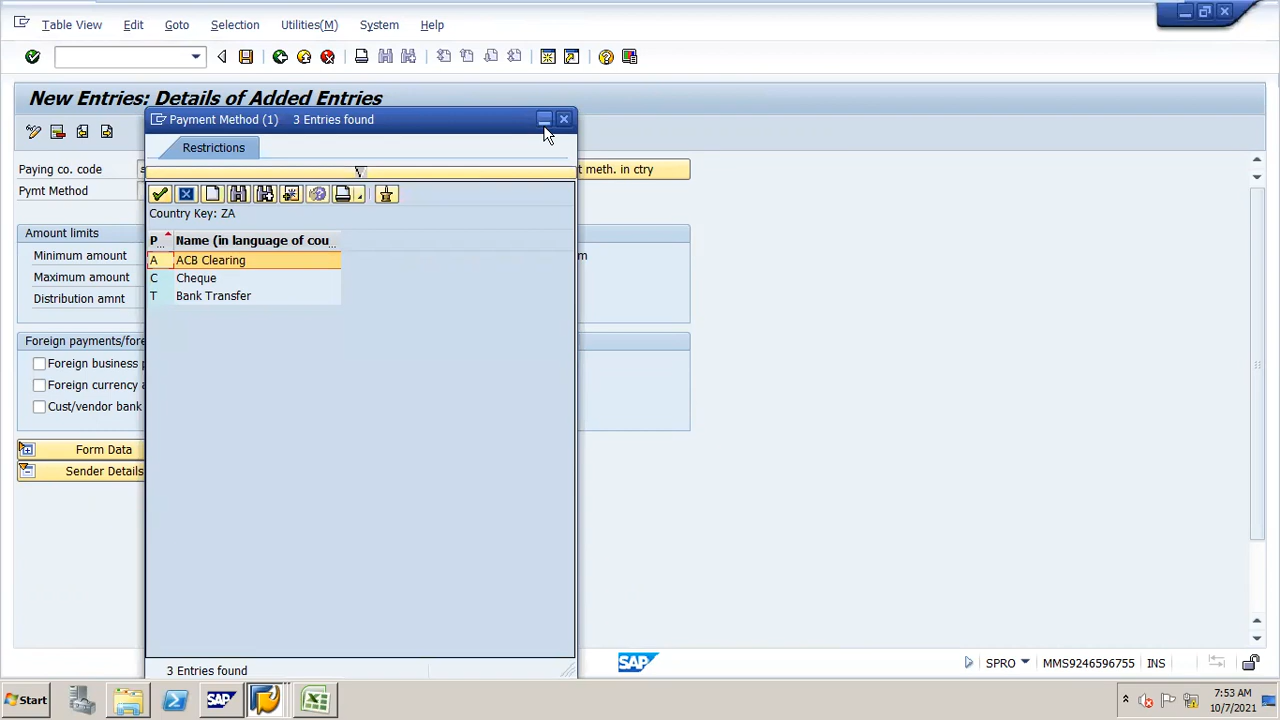 Table View Edit Goto Selection Utilities(M) System Help
New Entries: Details of Added Entries
Payment Method (1) 3 Entries found
Restrictions
Paying co. code
t meth. in ctry
Pymt Method
Country Key: ZA
P... Name (in language of cou...
A ACB Clearing
C Cheque
T Bank Transfer
Amount limits
Minimum amount
m
Maximum amount
Distribution amnt
Foreign payments/fore
Foreign business p
Foreign currency a
Cust/vendor bank
Form Data
Sender Details
3 Entries found
SAP
SPRO MMS9246596755 INS
Start
SAP
7:53 AM
10/7/2021